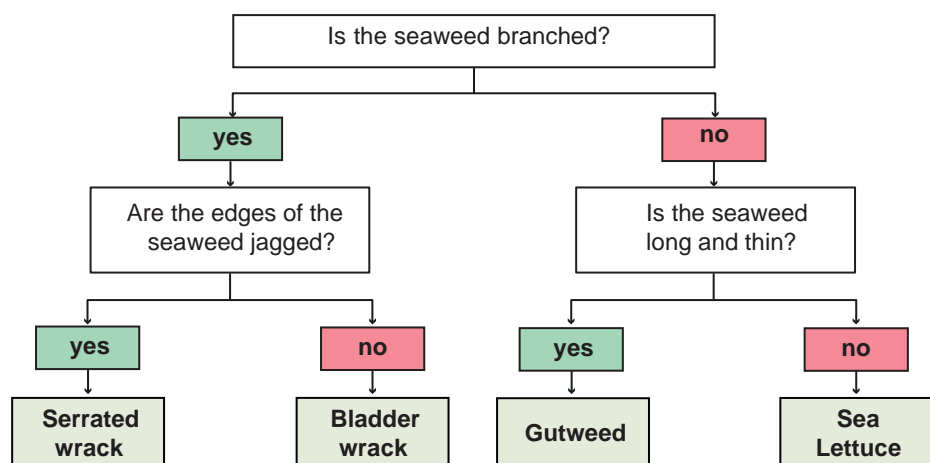 Is the seaweed branched?
yes
no
Are the edges of the
seaweed jagged?
Is the seaweed
long and thin?
yes
no
yes
no
Serrated
wrack
Bladder
wrack
Gutweed
Sea
Lettuce